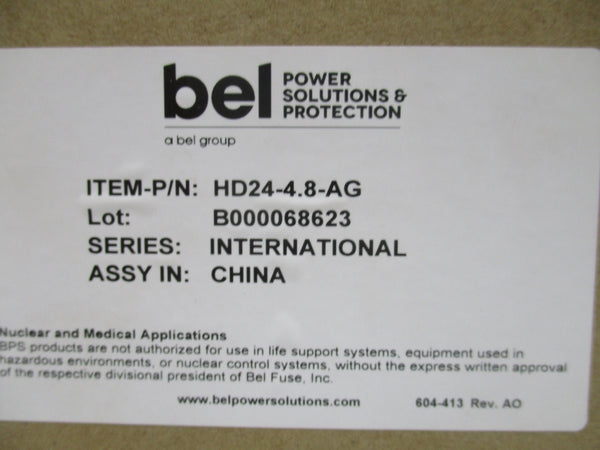 bel POWER
SOLUTIONS &
PROTECTION
a bel group
ITEM-P/N: HD24-4.8-AG
Lot: B000068623
SERIES: INTERNATIONAL
ASSY IN: CHINA
Nuclear and Medical Applications
BPS products are not authorized for use in life support systems, equipment used in
hazardous environments, or nuclear control systems, without the express written approval
of the respective divisional president of Bel Fuse, Inc.
www.belpowersolutions.com 604-413 Rev. AO